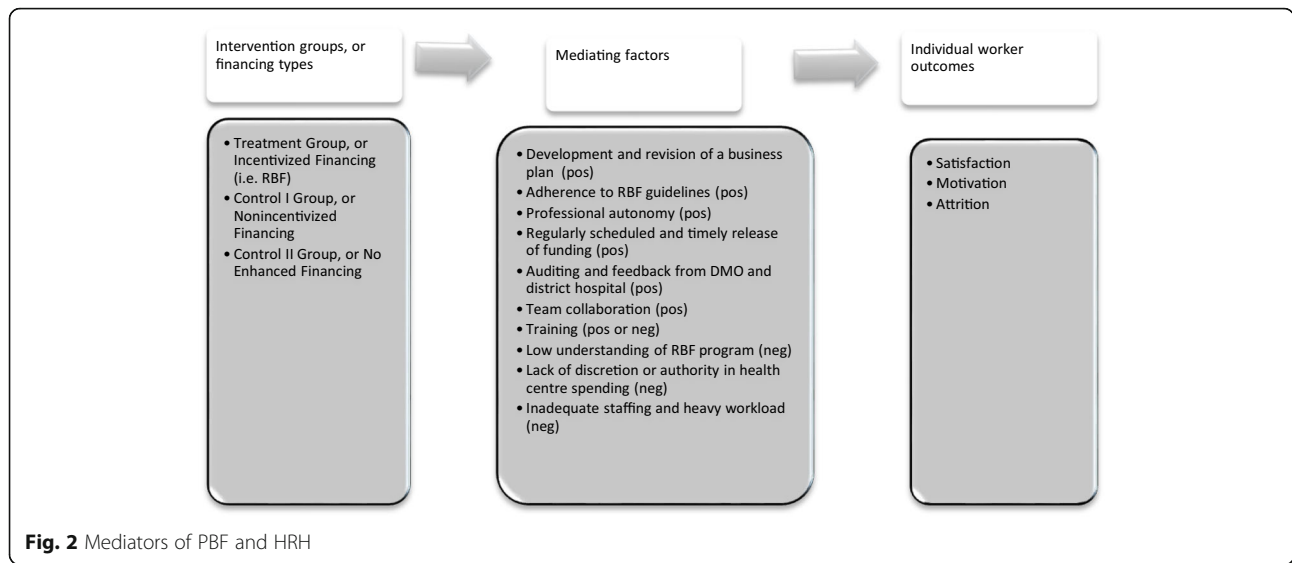 Intervention groups, or
financing types
Mediating factors
Individual worker
outcomes
• Treatment Group, or
Incentivized Financing
(i.e. RBF)
• Control I Group, or
Nonincentivized
Financing
• Control II Group, or No
Enhanced Financing
• Development and revision of a business
plan (pos)
• Adherence to RBF guidelines (pos)
• Professional autonomy (pos)
• Regularly scheduled and timely release
of funding (pos)
• Auditing and feedback from DMO and
district hospital (pos)
• Team collaboration (pos)
• Training (pos or neg)
• Low understanding of RBF program (neg)
• Lack of discretion or authority in health
centre spending (neg)
• Inadequate staffing and heavy workload
(neg)
• Satisfaction
• Motivation
• Attrition
Fig. 2 Mediators of PBF and HRH